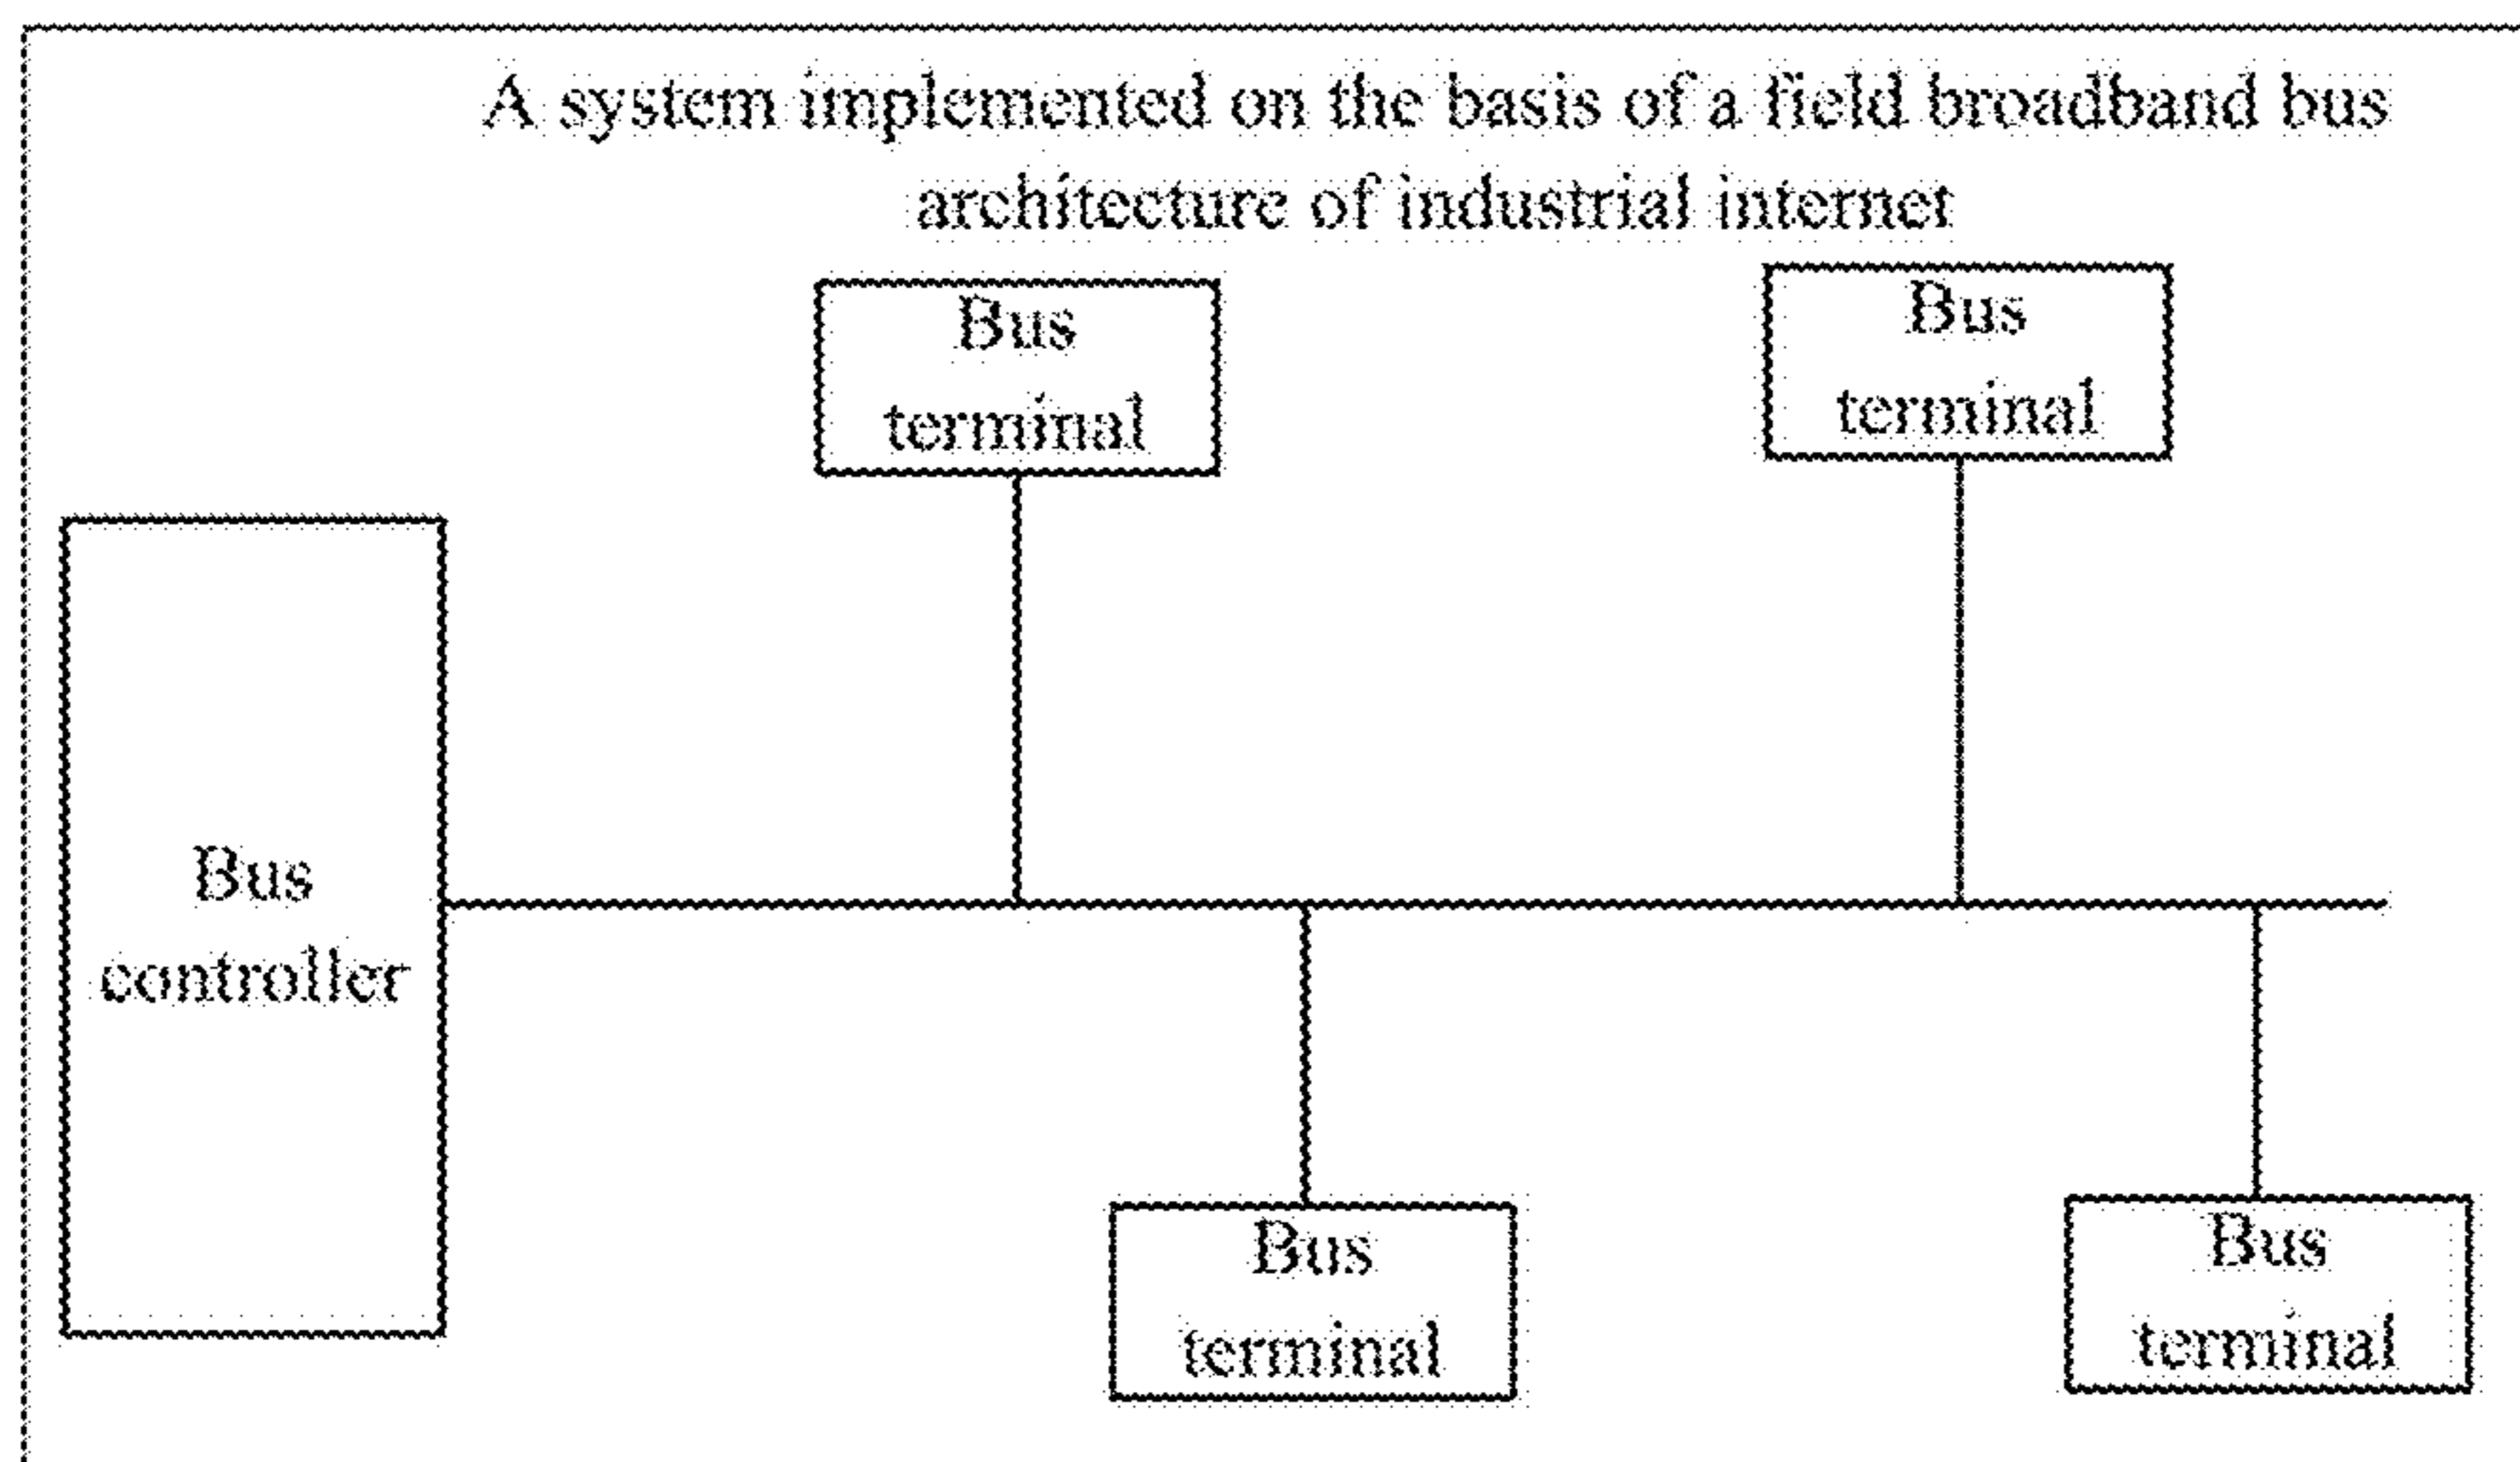 A system implemented on the basis of a field broadband bus
architecture of industrial internet
Bus
terminal
Bus
terminal
Bus
controller
Bus
terminal
Bus
terminal